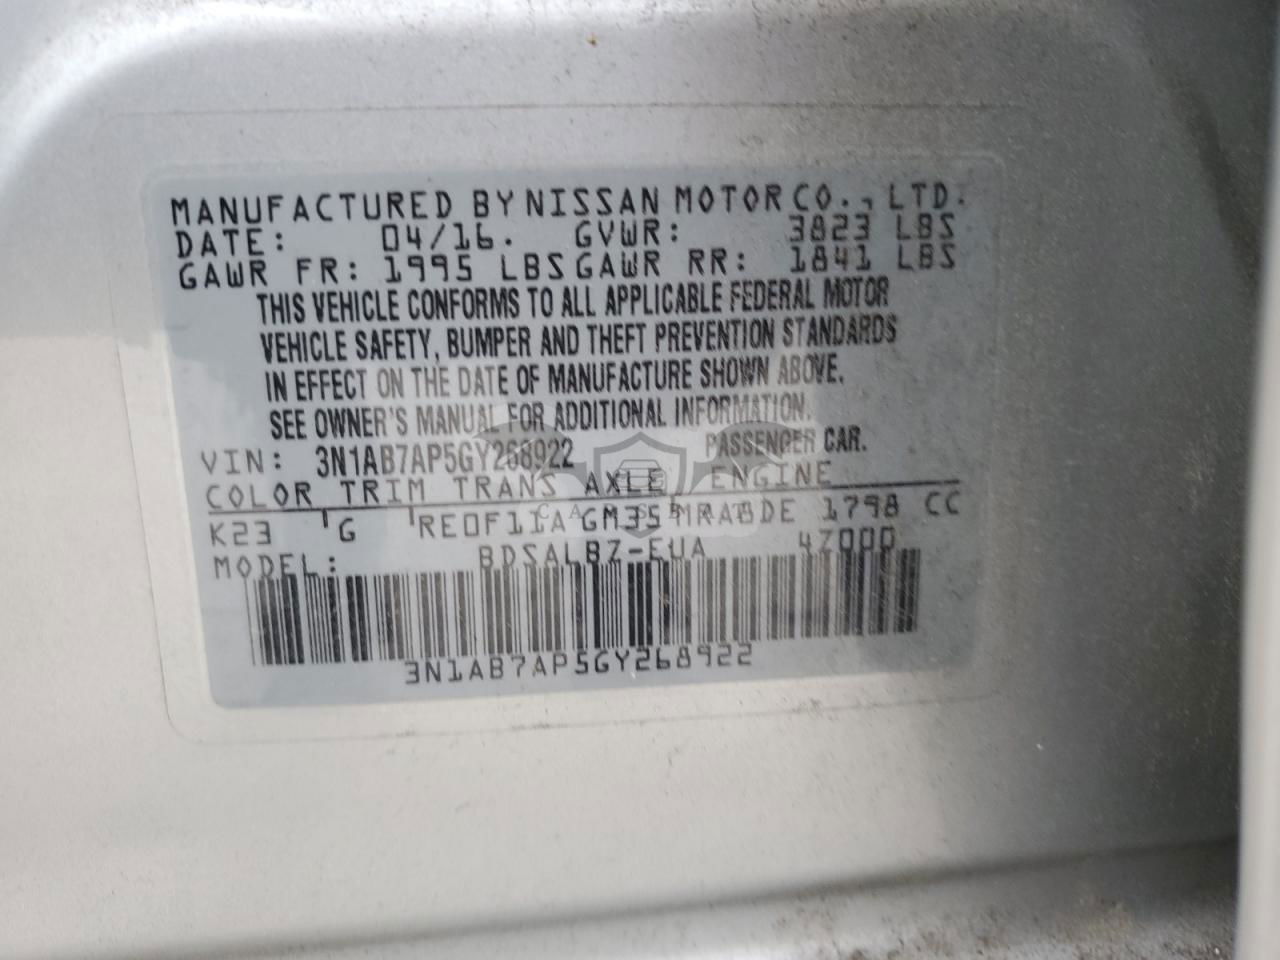 MANUFACTURED BY NISSAN MOTOR CO., LTD.
DATE: 04/16. GVWR: 3823 LBS
GAWR FR: 1995 LBS GAWR RR: 1841 LBS
THIS VEHICLE CONFORMS TO ALL APPLICABLE FEDERAL MOTOR
VEHICLE SAFETY, BUMPER AND THEFT PREVENTION STANDARDS
IN EFFECT ON THE DATE OF MANUFACTURE SHOWN ABOVE.
SEE OWNER'S MANUAL FOR ADDITIONAL INFORMATION.
VIN: 3N1AB7AP5GY268922 PASSENGER CAR.
COLOR TRIM TRANS AXLE ENGINE
K23 G RE0F11A GM35 MRA8DE 1798 CC
MODEL: BDSALBZ-EUA 47000
3N1AB7AP5GY268922